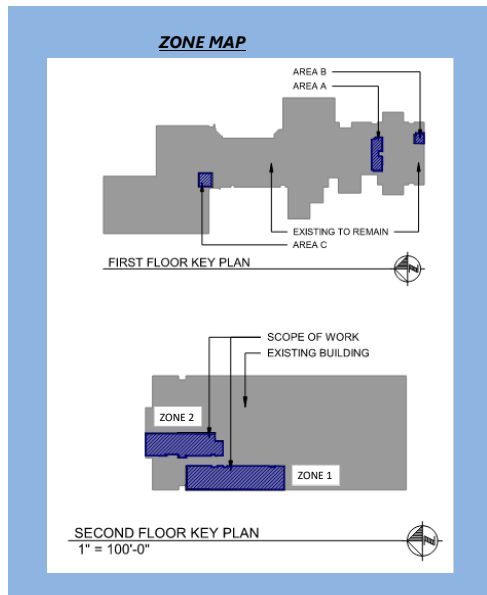 ZONE MAP
AREA B
AREA A
EXISTING TO REMAIN
AREA C
FIRST FLOOR KEY PLAN
SCOPE OF WORK
EXISTING BUILDING
ZONE 2
ZONE 1
SECOND FLOOR KEY PLAN
1" = 100'-0"